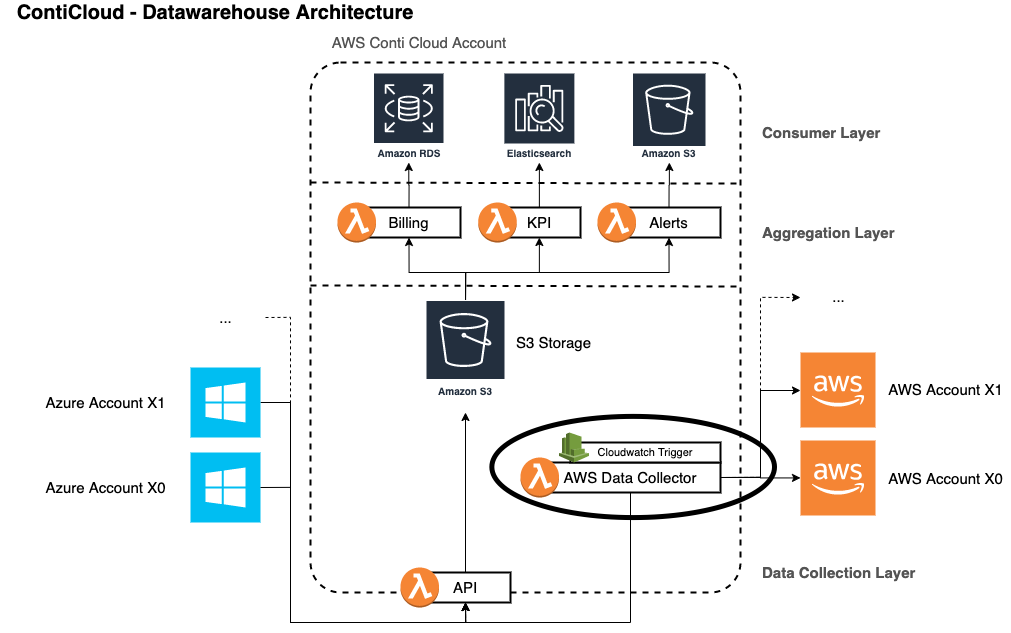 ContiCloud - Datawarehouse Architecture
AWS Conti Cloud Account
Amazon RDS
Elasticsearch
Amazon S3
Consumer Layer
Billing
KPI
Alerts
Aggregation Layer
...
...
S3 Storage
Amazon S3
Azure Account X1
aws
AWS Account X1
Cloudwatch Trigger
AWS Data Collector
Azure Account X0
aws
AWS Account X0
Data Collection Layer
API